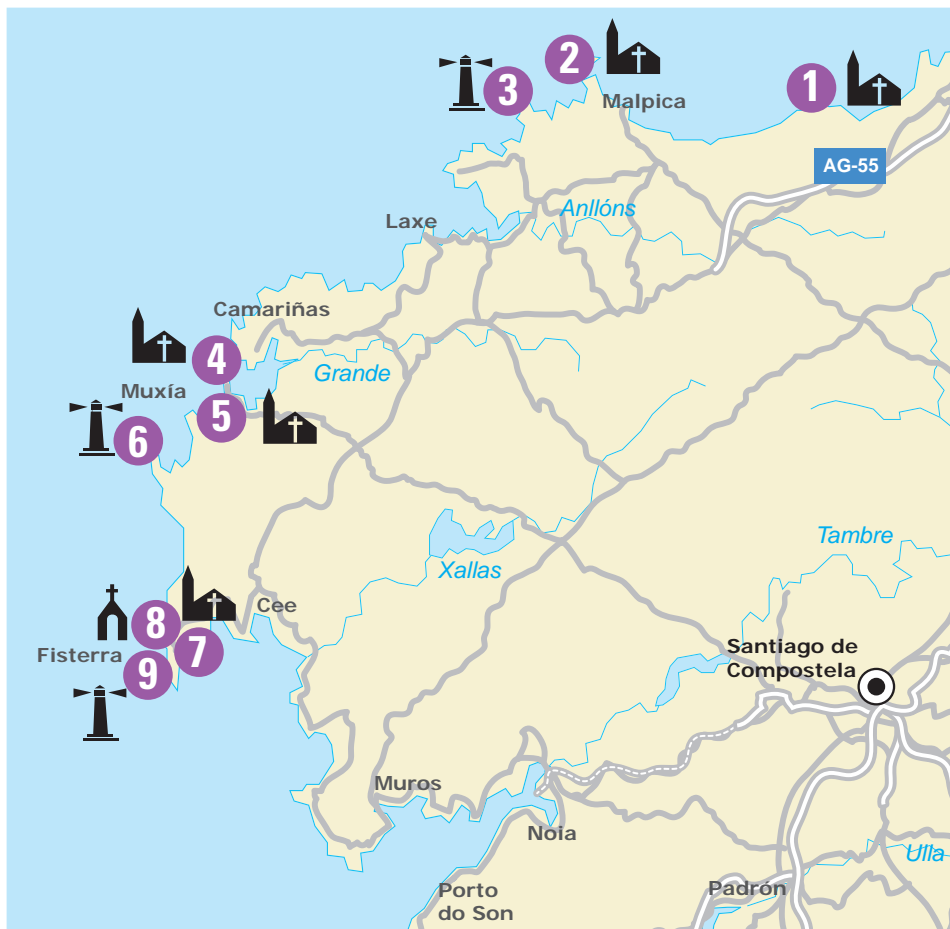 2
1
3
Malpica
AG-55
Anllóns
Laxe
Camariñas
4
Grande
Muxía
5
6
Tambre
Xallas
Cee
8
7
Fisterra
9
Santiago de
Compostela
Muros
Noia
Ulla
Porto
do Son
Padrón